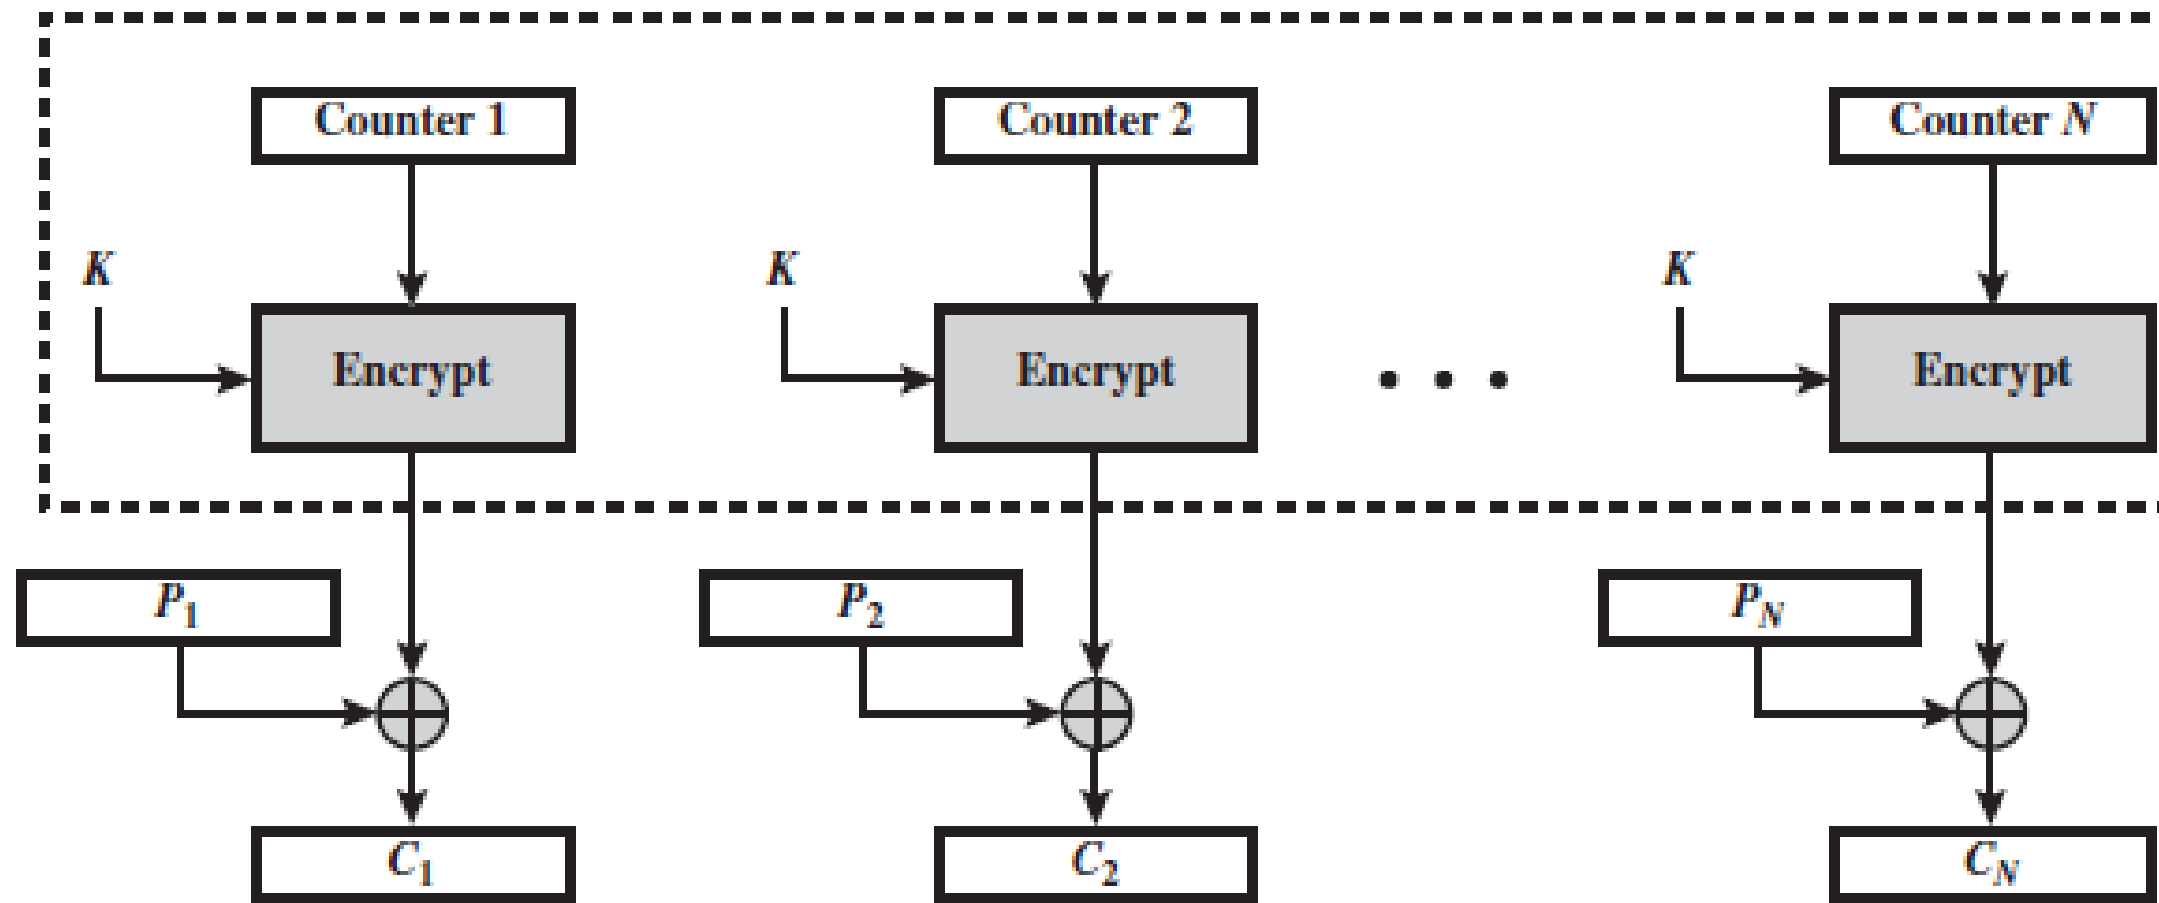 Counter 1
Counter 2
Counter N
K
K
K
Encrypt
Encrypt
• • •
Encrypt
P1
P2
PN
C1
C2
CN